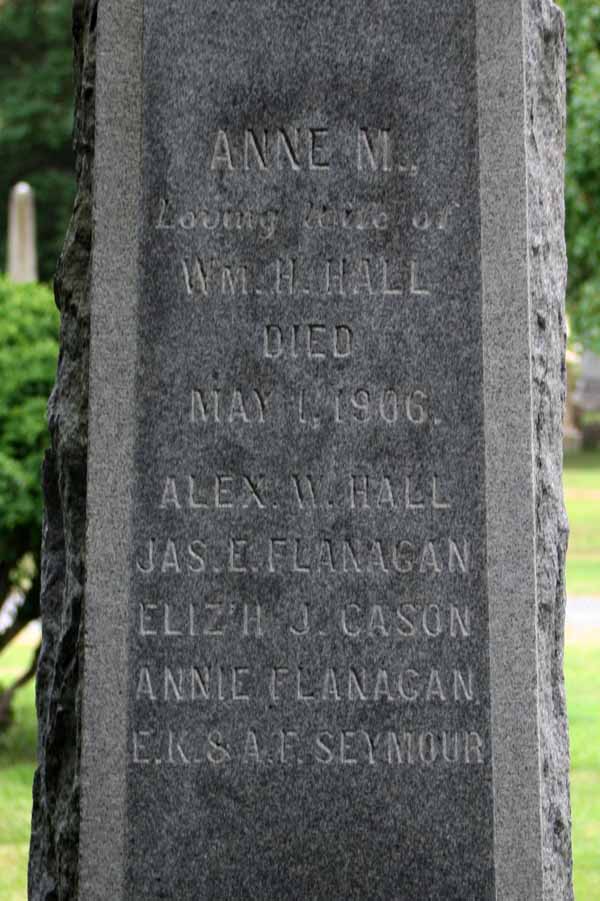 ANNE M.,
Loving wife of
WM. H. HALL
DIED
MAY 1, 1906.
ALEX. W. HALL
JAS. E. FLANAGAN
ELIZ'H J. CASON
ANNIE FLANAGAN
E.K. & A.F. SEYMOUR